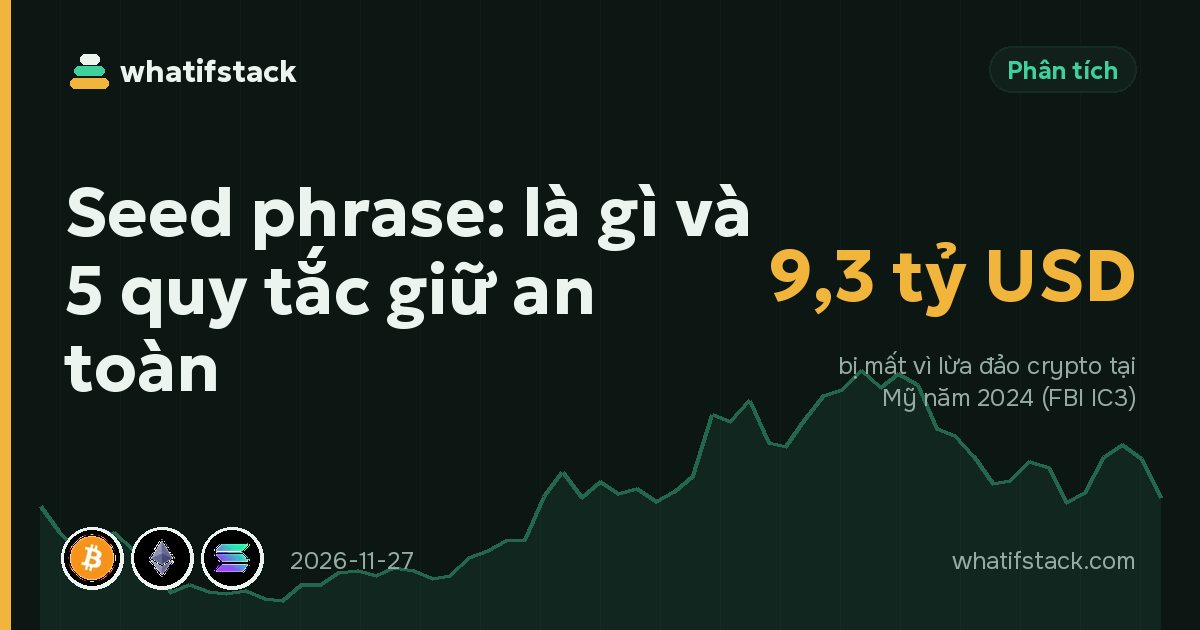 whatifstack
Phân tích
Seed phrase: là gì và
5 quy tắc giữ an
toàn
9,3 tỷ USD
bị mất vì lừa đảo crypto tại
Mỹ năm 2024 (FBI IC3)
2026-11-27
whatifstack.com